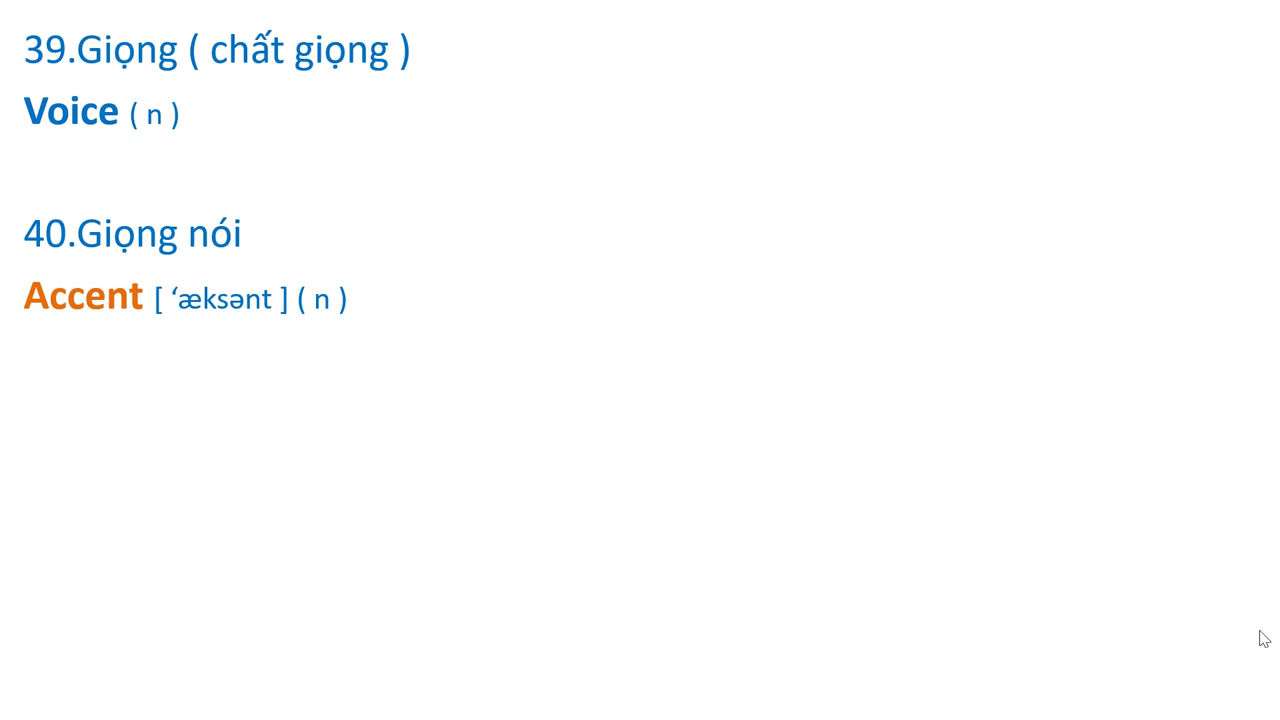 39.Giọng ( chất giọng )
Voice ( n )
40.Giọng nói
Accent [ ‘æksənt ] ( n )